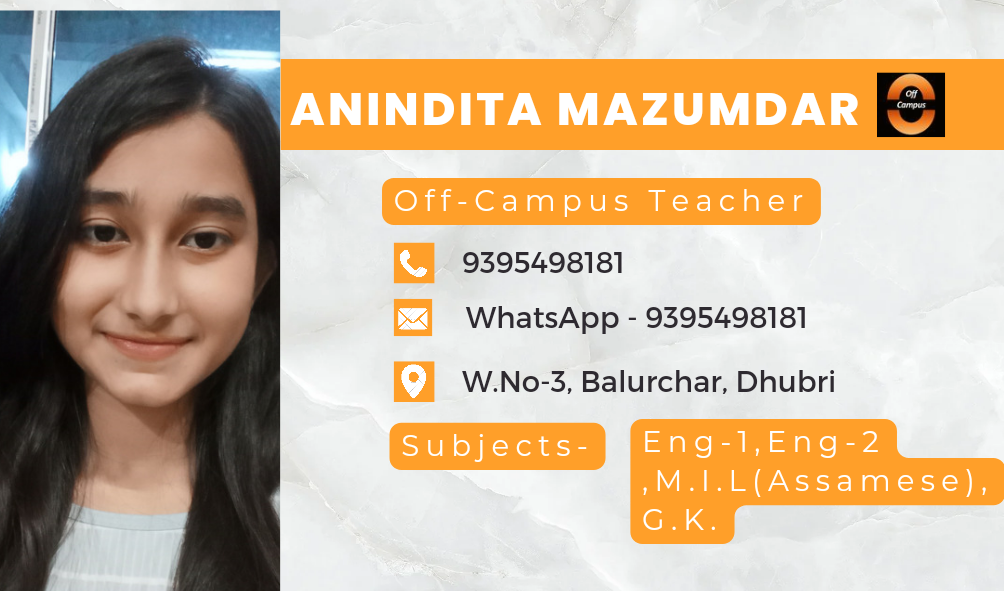 ANINDITA MAZUMDAR
Off
Campus
Off-Campus Teacher
9395498181
WhatsApp - 9395498181
W.No-3, Balurchar, Dhubri
Subjects-
Eng-1,Eng-2
,M.I.L(Assamese),
G.K.